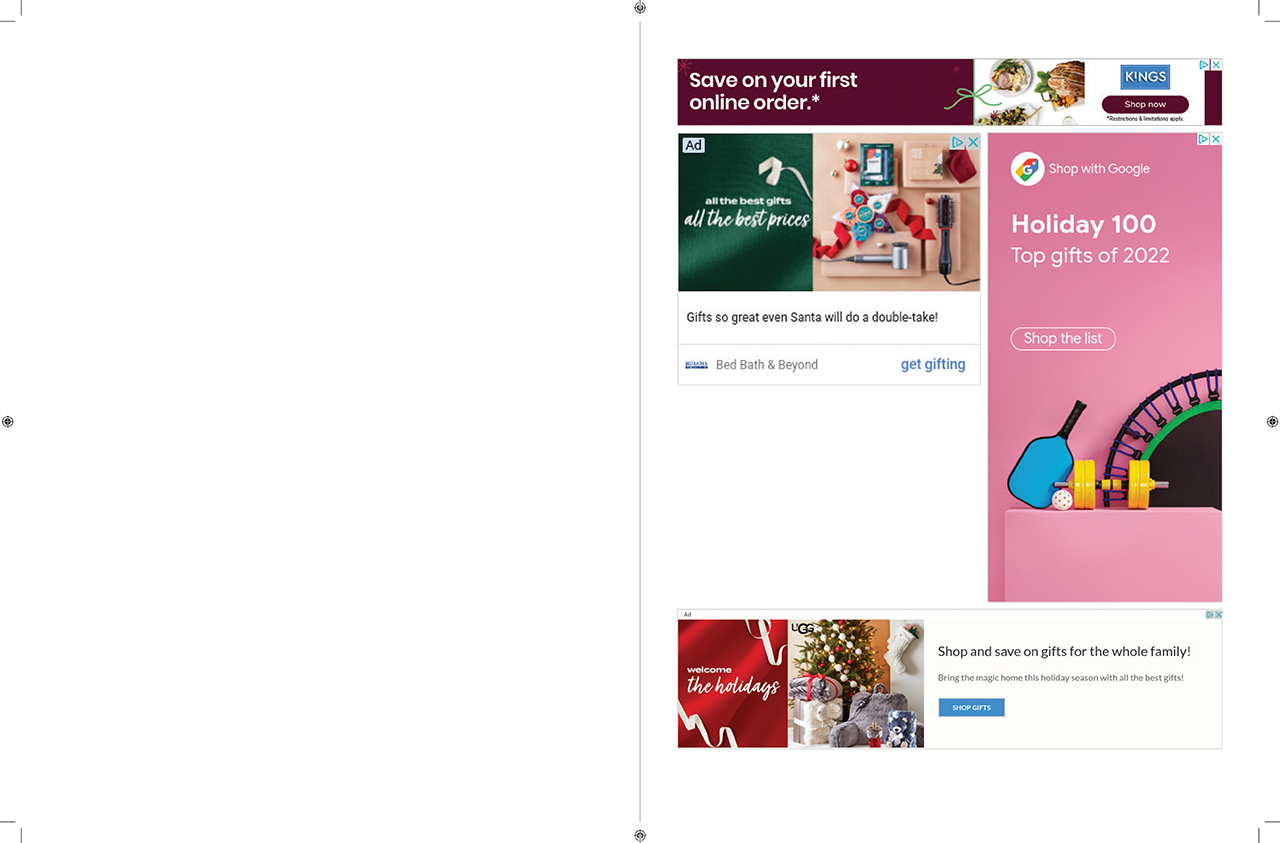 Save on your first
online order.*
KINGS
Shop now
*Restrictions & limitations apply.
Ad
all the best gifts
all the best prices
Gifts so great even Santa will do a double-take!
BED BATH &
BEYOND
Bed Bath & Beyond
get gifting
G
Shop with Google
Holiday 100
Top gifts of 2022
Shop the list
Ad
welcome
the holidays
UGG
Shop and save on gifts for the whole family!
Bring the magic home this holiday season with all the best gifts!
SHOP GIFTS